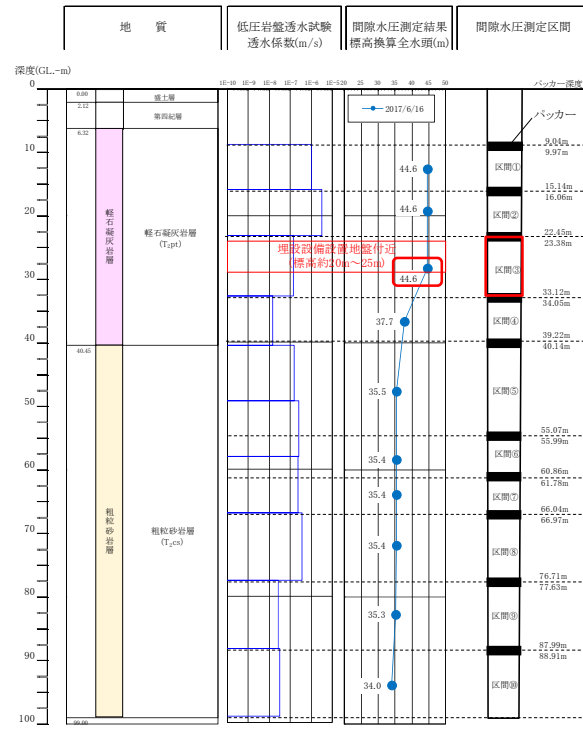 地　質
低圧岩盤透水試験
透水係数(m/s)
間隙水圧測定結果
標高換算全水頭(m)
間隙水圧測定区間
深度(GL.-m)
1E-10 1E-9 1E-8 1E-7 1E-6 1E-5
20 25 30 35 40 45 50
パッカー深度
0
10
20
30
40
50
60
70
80
90
100
0.00
2.12
6.32
40.45
99.00
盛土層
第四紀層
軽石凝灰岩層
軽石凝灰岩層
(T₂pt)
粗粒砂岩層
粗粒砂岩層
(T₂cs)
2017/6/16
埋設設備設置地盤付近
(標高約20m～25m)
44.6
44.6
44.6
37.7
35.5
35.4
35.4
35.4
35.3
34.0
パッカー
区間①
区間②
区間③
区間④
区間⑤
区間⑥
区間⑦
区間⑧
区間⑨
区間⑩
9.04m
9.97m
15.14m
16.06m
22.45m
23.38m
33.12m
34.05m
39.22m
40.14m
55.07m
55.99m
60.86m
61.78m
66.04m
66.97m
76.71m
77.63m
87.99m
88.91m